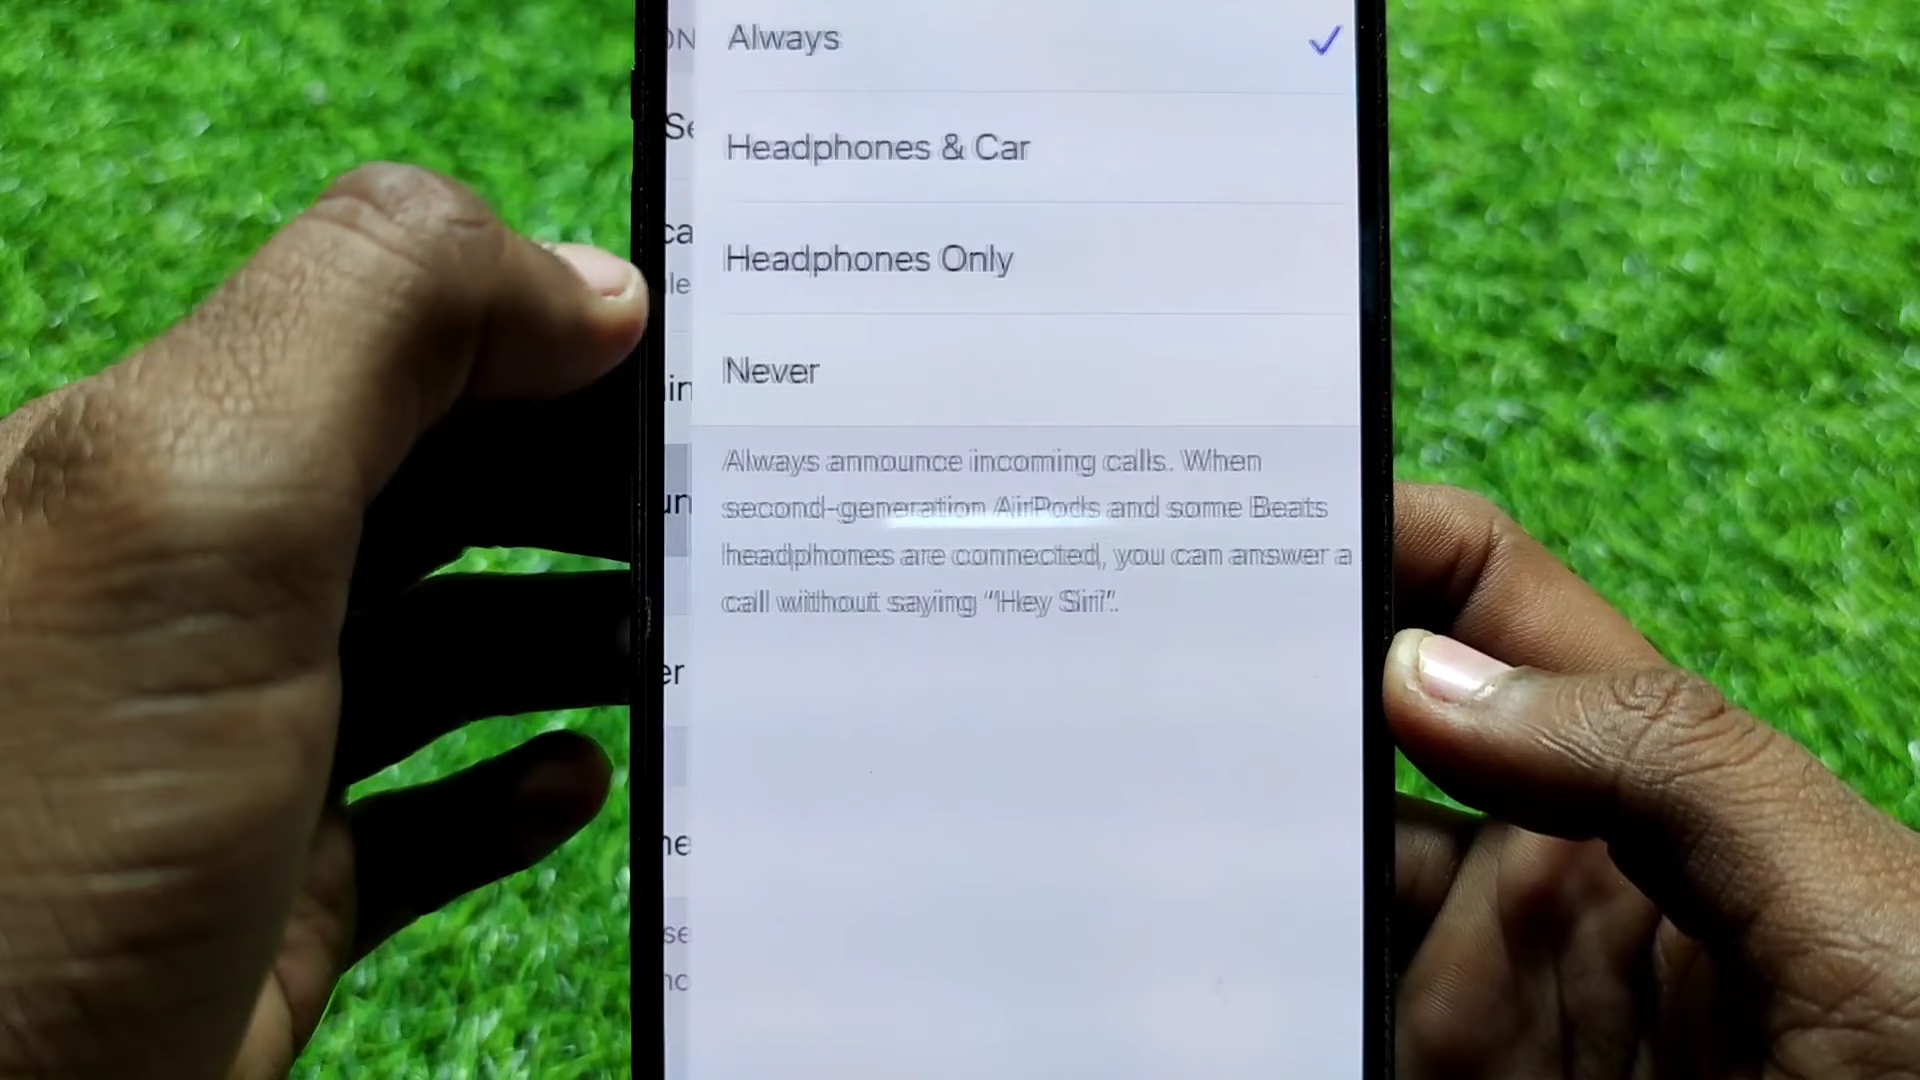 Always
Headphones & Car
Headphones Only
Never
Always announce incoming calls. When
second-generation AirPods and some Beats
headphones are connected, you can answer a
call without saying “Hey Siri”.